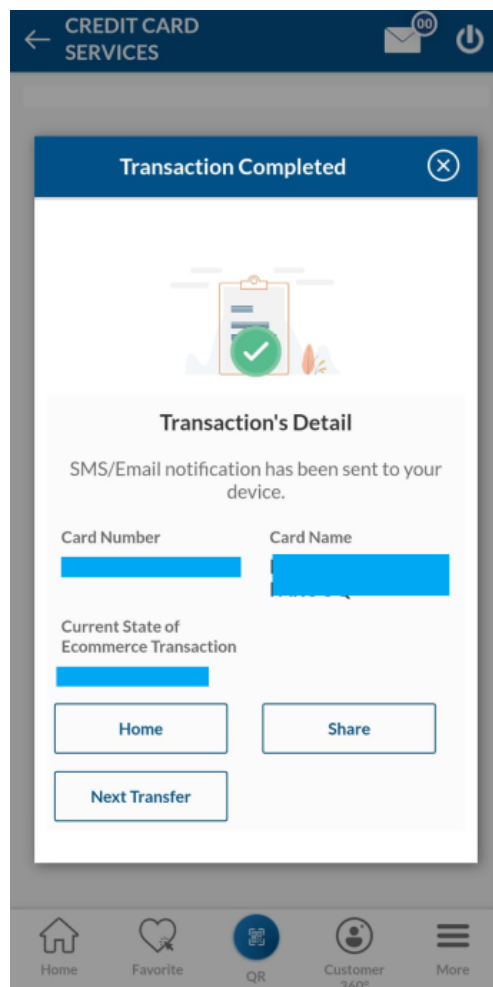 CREDIT CARD
SERVICES
00
Transaction Completed
Transaction's Detail
SMS/Email notification has been sent to your
device.
Card Number
Card Name
Current State of
Ecommerce Transaction
Home
Share
Next Transfer
Home
Favorite
QR
Customer
360°
More